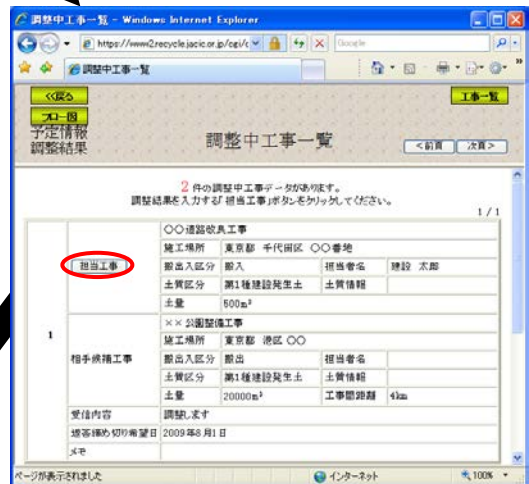 調整中工事一覧 - Windows Internet Explorer
https://www2.recycle.jacic.or.jp/cgi/c
Google
調整中工事一覧
<<戻る
フロー図
予定情報
調整結果
調整中工事一覧
工事一覧
<前頁 次頁>
2 件の調整中工事データがあります。
調整結果を入力する「担当工事」ボタンをクリックしてください。
1 / 1
1
担当工事
〇〇道路改良工事
施工場所 東京都 千代田区 〇〇番地
搬出入区分 搬入 担当者名 建設 太郎
土質区分 第1種建設発生土 土質情報
土量 500m³
相手候補工事
××公園整備工事
施工場所 東京都 港区 〇〇
搬出入区分 搬出 担当者名
土質区分 第1種建設発生土 土質情報
土量 20000m³ 工事間距離 4km
受信内容 調整します
返答締め切り希望日 2009年8月1日
メモ
ページが表示されました
インターネット
100%